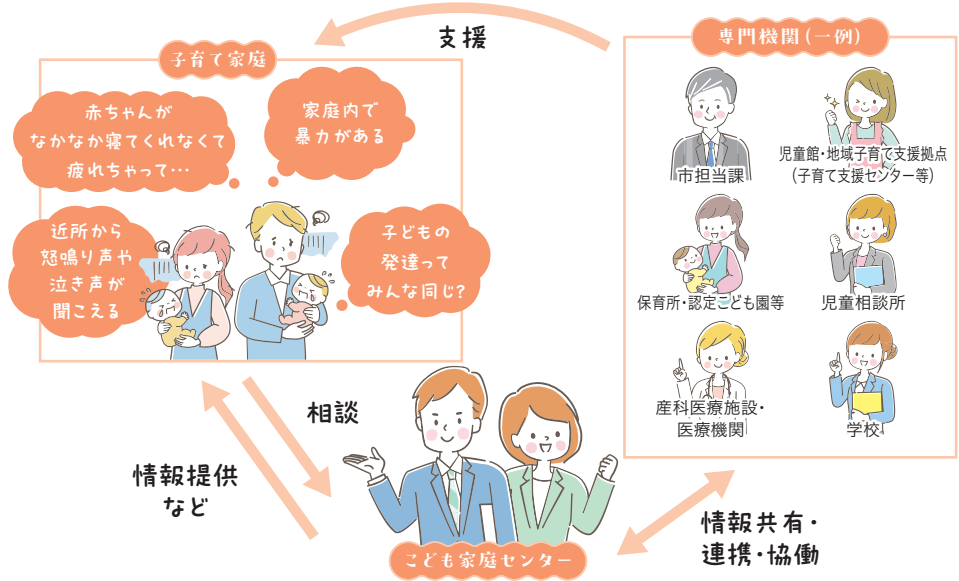 支援
子育て家庭
赤ちゃんが
なかなか寝てくれなくて
疲れちゃって…
家庭内で
暴力がある
近所から
怒鳴り声や
泣き声が
聞こえる
子どもの
発達って
みんな同じ?
専門機関(一例)
市担当課
児童館・地域子育て支援拠点
(子育て支援センター等)
保育所・認定こども園等
児童相談所
産科医療施設・
医療機関
学校
相談
情報提供
など
こども家庭センター
情報共有・
連携・協働